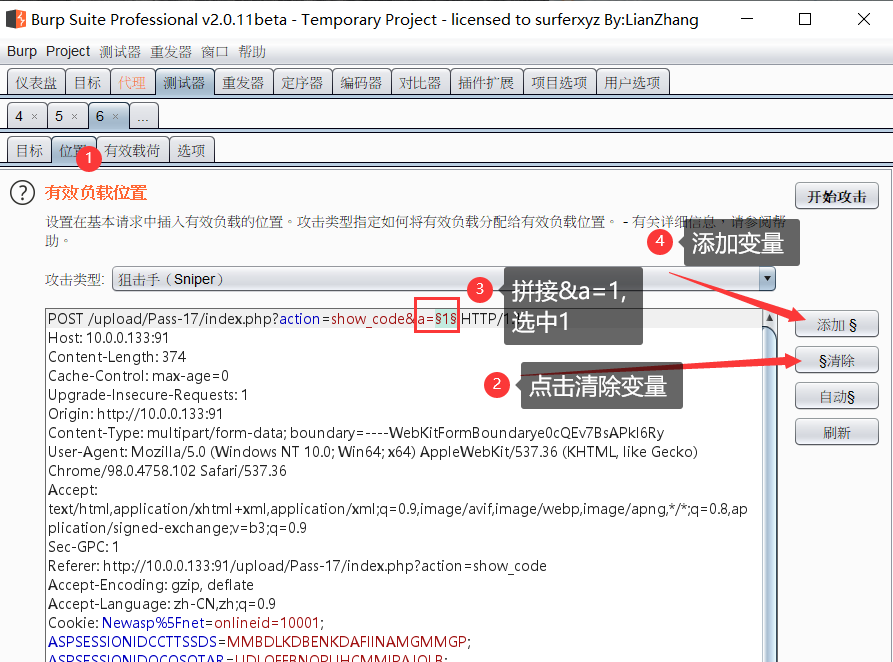 Burp Suite Professional v2.0.11beta - Temporary Project - licensed to surferxyz By:LianZhang
Burp Project 测试器 重发器 窗口 帮助
仪表盘 目标 代理 测试器 重发器 定序器 编码器 对比器 插件扩展 项目选项 用户选项
4 × 5 × 6 × ...
目标 位置 有效载荷 选项
1
? 有效负载位置
开始攻击
设置在基本请求中插入有效负载的位置。攻击类型指定如何将有效负载分配给有效负载位置。 - 有关详细信息，请参阅帮
助。
4 添加变量
攻击类型: 狙击手（Sniper）
3 拼接&a=1,
选中1
POST /upload/Pass-17/index.php?action=show_code&a=§1§ HTTP/1.
添加 §
Host: 10.0.0.133:91
Content-Length: 374
§清除
Cache-Control: max-age=0
2 点击清除变量
Upgrade-Insecure-Requests: 1
自动§
Origin: http://10.0.0.133:91
Content-Type: multipart/form-data; boundary=----WebKitFormBoundarye0cQEv7BsAPkI6Ry
刷新
User-Agent: Mozilla/5.0 (Windows NT 10.0; Win64; x64) AppleWebKit/537.36 (KHTML, like Gecko)
Chrome/98.0.4758.102 Safari/537.36
Accept:
text/html,application/xhtml+xml,application/xml;q=0.9,image/avif,image/webp,image/apng,*/*;q=0.8,ap
plication/signed-exchange;v=b3;q=0.9
Sec-GPC: 1
Referer: http://10.0.0.133:91/upload/Pass-17/index.php?action=show_code
Accept-Encoding: gzip, deflate
Accept-Language: zh-CN,zh;q=0.9
Cookie: Newasp%5Fnet=onlineid=10001;
ASPSESSIONIDCCTTSSDS=MMBDLKDBENKDAFIINAMGMMGP;